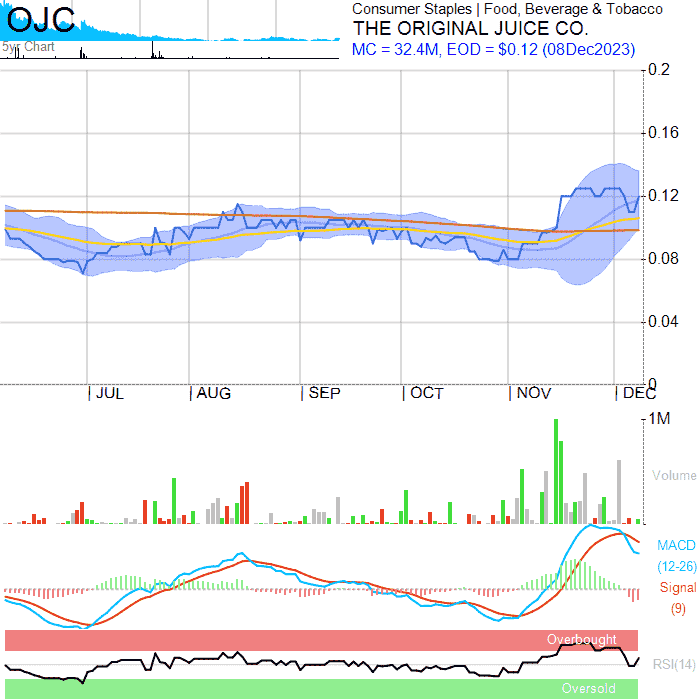 OJC
5yr Chart
Consumer Staples | Food, Beverage & Tobacco
THE ORIGINAL JUICE CO.
MC = 32.4M, EOD = $0.12 (08Dec2023)
0.2
0.16
0.12
0.08
0.04
0
JUL AUG SEP OCT NOV DEC
1M
Volume
MACD
(12-26)
Signal
(9)
Overbought
RSI(14)
Oversold